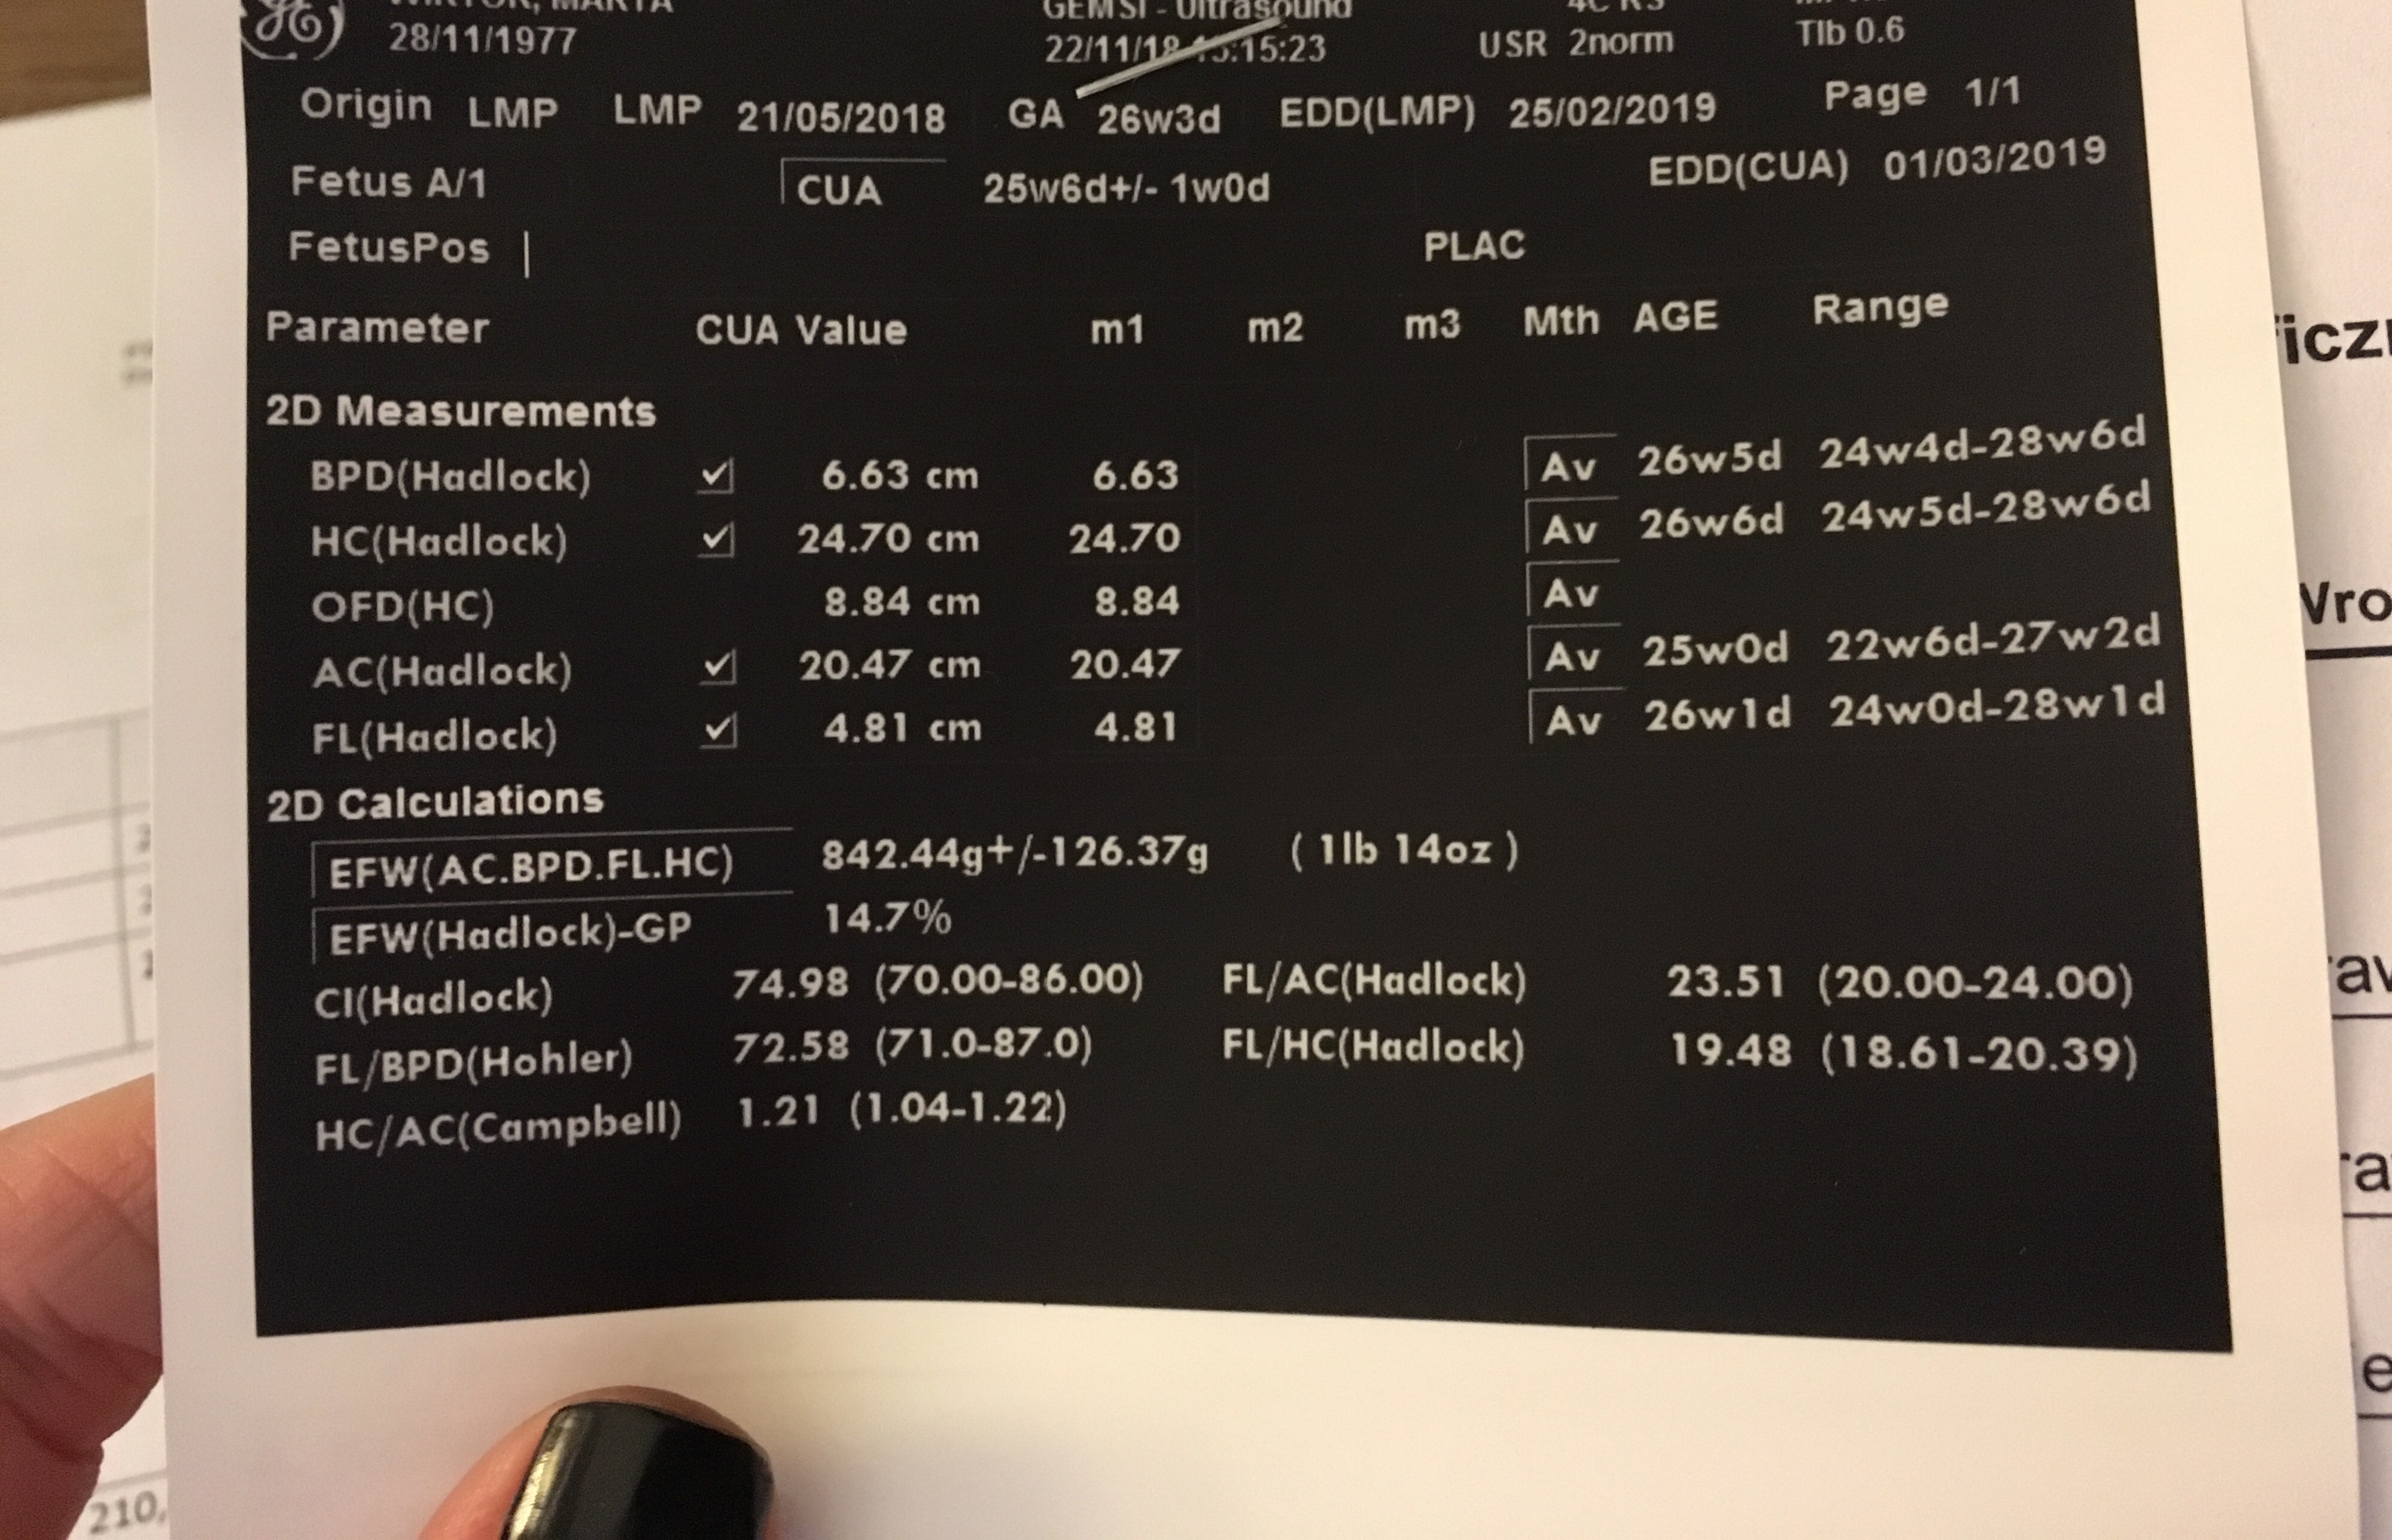 28/11/1977 22/11/18 15:23 USR 2norm TIb 0.6
Origin LMP LMP 21/05/2018 GA 26w3d EDD(LMP) 25/02/2019 Page 1/1
Fetus A/1 CUA 25w6d+/- 1w0d EDD(CUA) 01/03/2019
FetusPos PLAC
Parameter CUA Value m1 m2 m3 Mth AGE Range
2D Measurements
BPD(Hadlock) 6.63 cm 6.63 Av 26w5d 24w4d-28w6d
HC(Hadlock) 24.70 cm 24.70 Av 26w6d 24w5d-28w6d
OFD(HC) 8.84 cm 8.84 Av
AC(Hadlock) 20.47 cm 20.47 Av 25w0d 22w6d-27w2d
FL(Hadlock) 4.81 cm 4.81 Av 26w1d 24w0d-28w1d
2D Calculations
EFW(AC.BPD.FL.HC) 842.44g+/-126.37g ( 1lb 14oz )
EFW(Hadlock)-GP 14.7%
CI(Hadlock) 74.98 (70.00-86.00) FL/AC(Hadlock) 23.51 (20.00-24.00)
FL/BPD(Hohler) 72.58 (71.0-87.0) FL/HC(Hadlock) 19.48 (18.61-20.39)
HC/AC(Campbell) 1.21 (1.04-1.22)
210,